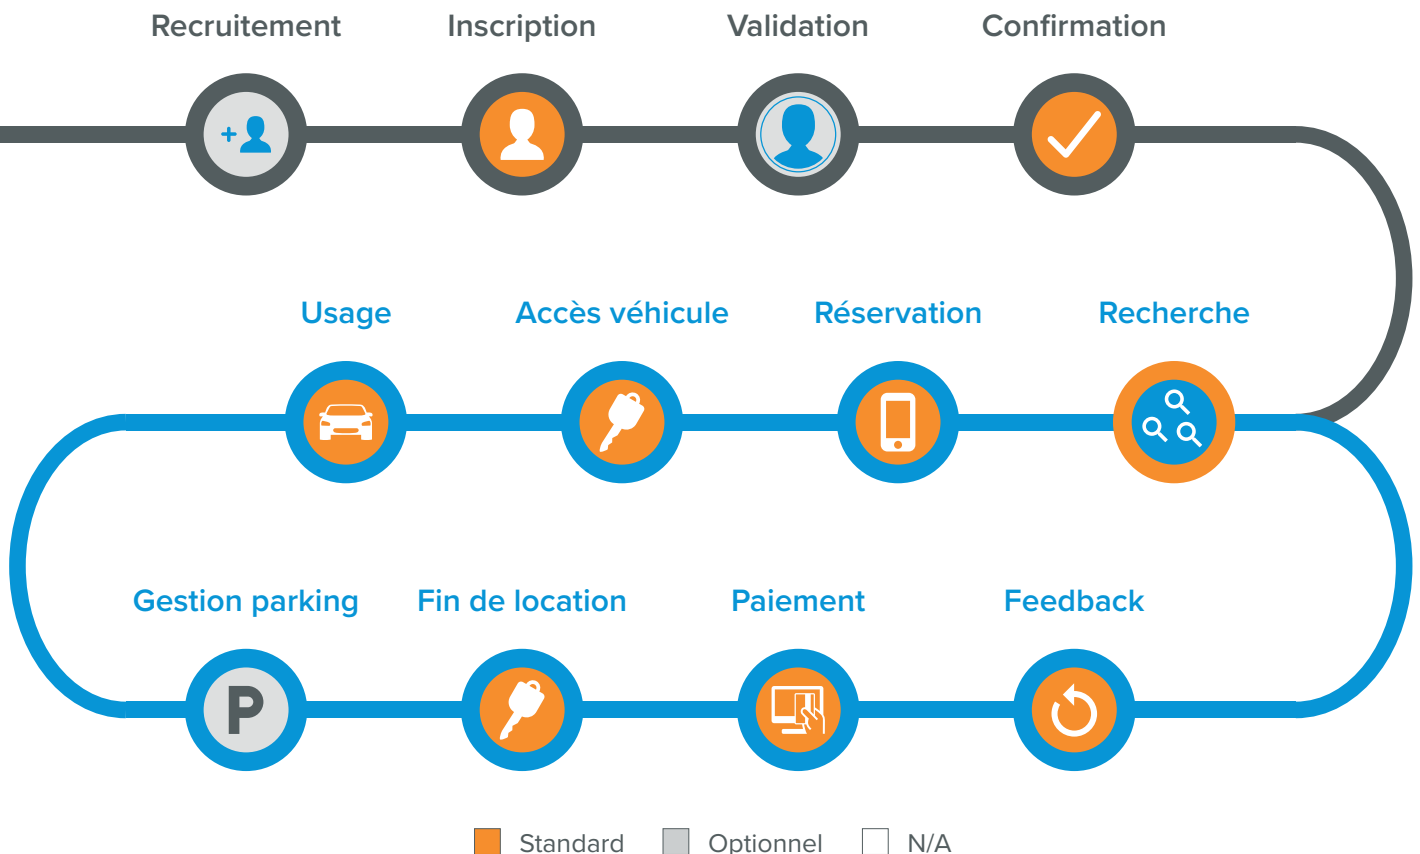 Recruitement Inscription Validation Confirmation
Usage Accès véhicule Réservation Recherche
Gestion parking Fin de location Paiement Feedback
P
Standard Optionnel N/A